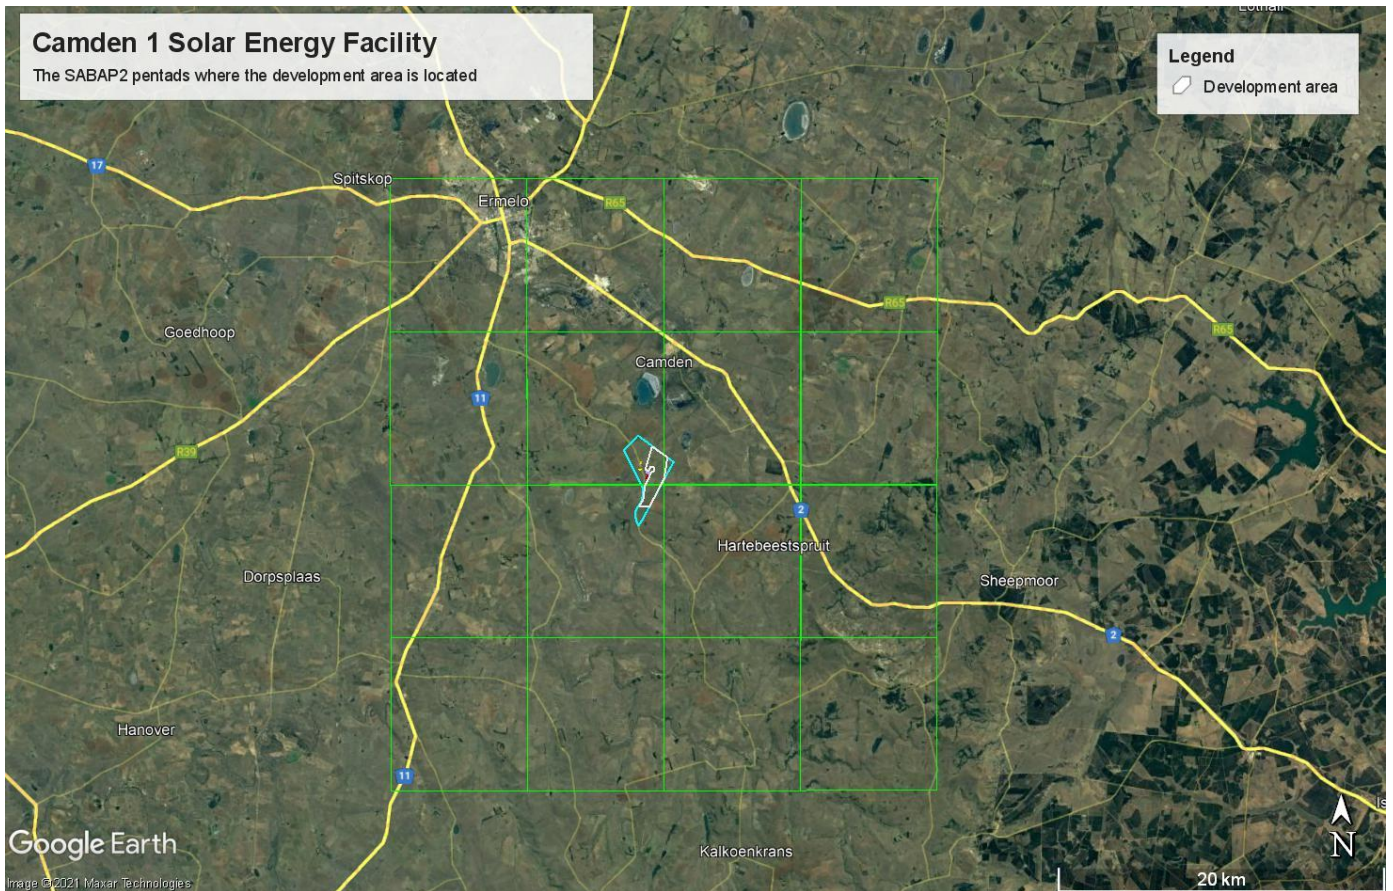 Camden 1 Solar Energy Facility
The SABAP2 pentads where the development area is located
Lothair
Legend
Development area
17
Spitskop
Ermelo
R65
R65
R65
Goedhoop
Camden
11
R39
2
Hartebeestspruit
Dorpsplaas
Sheepmoor
2
Hanover
11
Kalkoenkrans
N
Google Earth
Image © 2021 Maxar Technologies
20 km